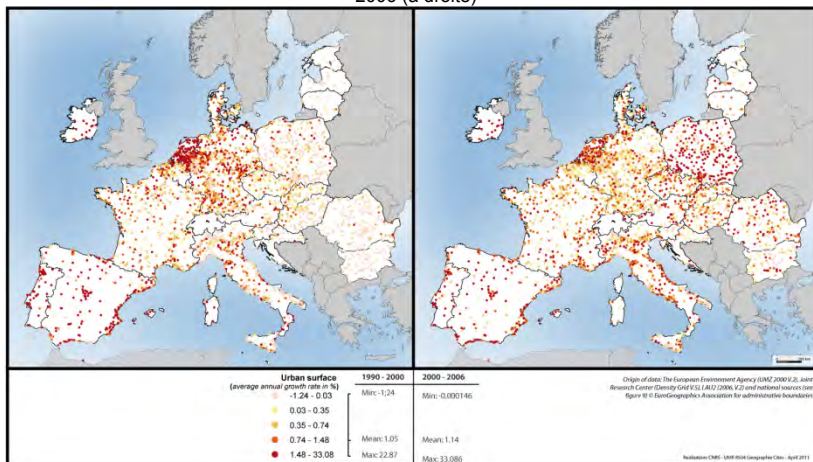 2006 (à droite)
Urban surface
(average annual growth rate in %)
1990 - 2000
2000 - 2006
-1.24 - 0.03
0.03 - 0.35
0.35 - 0.74
0.74 - 1.48
1.48 - 33.08
Min: -1;24
Mean: 1.05
Max: 22.87
Min: -0,000146
Mean: 1.14
Max: 33.086
Origin of data: The European Environment Agency (UMZ 2000 V.2), Joint
Research Center (Density Grid V.5), LAU2 (2006, V.2) and national sources (see
figure © EuroGeographics Association for administrative boundaries
Realisation: CNRS - UMR Géographie-Cités - April 2011